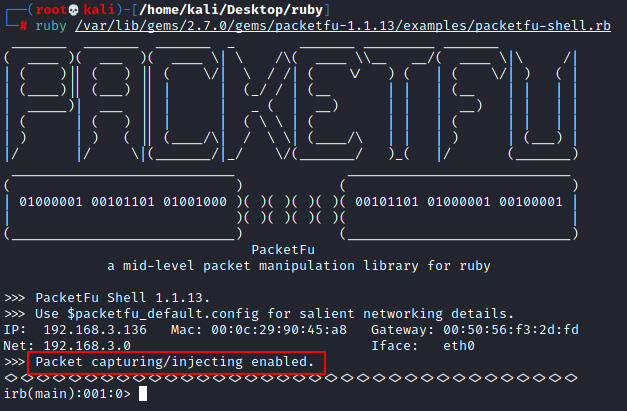 (root💀kali)-[/home/kali/Desktop/ruby]
# ruby /var/lib/gems/2.7.0/gems/packetfu-1.1.13/examples/packetfu-shell.rb
PACKETFU
01000001 00101101 01001000 )( )( )( )( )( 00101101 01000001 00100001
PacketFu
a mid-level packet manipulation library for ruby
>>> PacketFu Shell 1.1.13.
>>> Use $packetfu_default.config for salient networking details.
IP: 192.168.3.136 Mac: 00:0c:29:90:45:a8 Gateway: 00:50:56:f3:2d:fd
Net: 192.168.3.0 Iface: eth0
>>> Packet capturing/injecting enabled.
<><><><><><><><><><><><><><><><><><><><><><><><><><><><><><><><><><><>
irb(main):001:0>